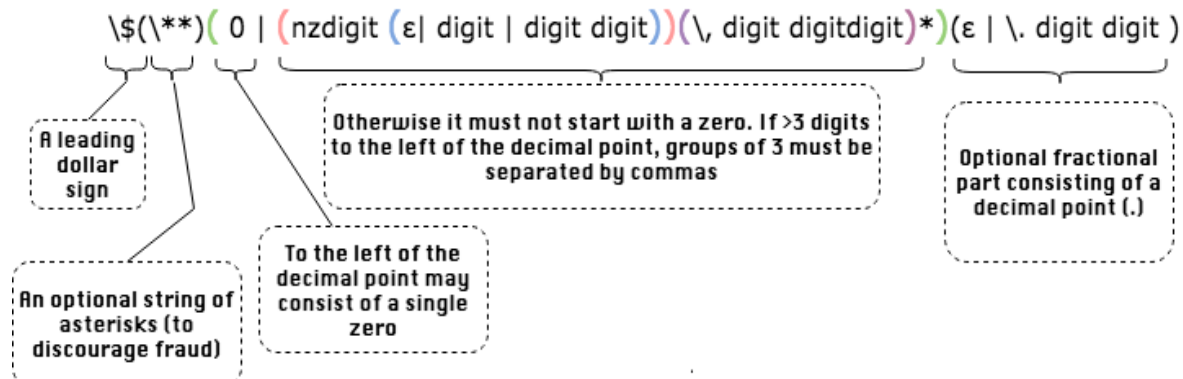 \$(\**)( 0 | (nzdigit (ε| digit | digit digit))(\, digit digitdigit)*)(ε | \. digit digit )
A leading
dollar
sign
An optional string of
asterisks (to
discourage fraud)
To the left of the
decimal point may
consist of a single
zero
Otherwise it must not start with a zero. If >3 digits
to the left of the decimal point, groups of 3 must be
separated by commas
Optional fractional
part consisting of a
decimal point (.)